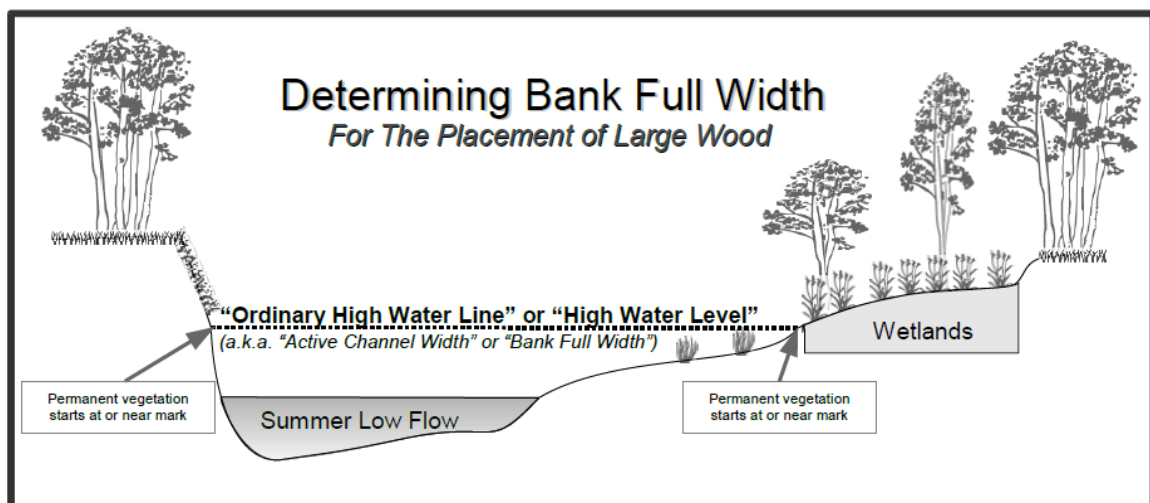 Determining Bank Full Width
For The Placement of Large Wood
“Ordinary High Water Line” or “High Water Level”
(a.k.a. “Active Channel Width” or “Bank Full Width”)
Wetlands
Permanent vegetation
starts at or near mark
Permanent vegetation
starts at or near mark
Summer Low Flow